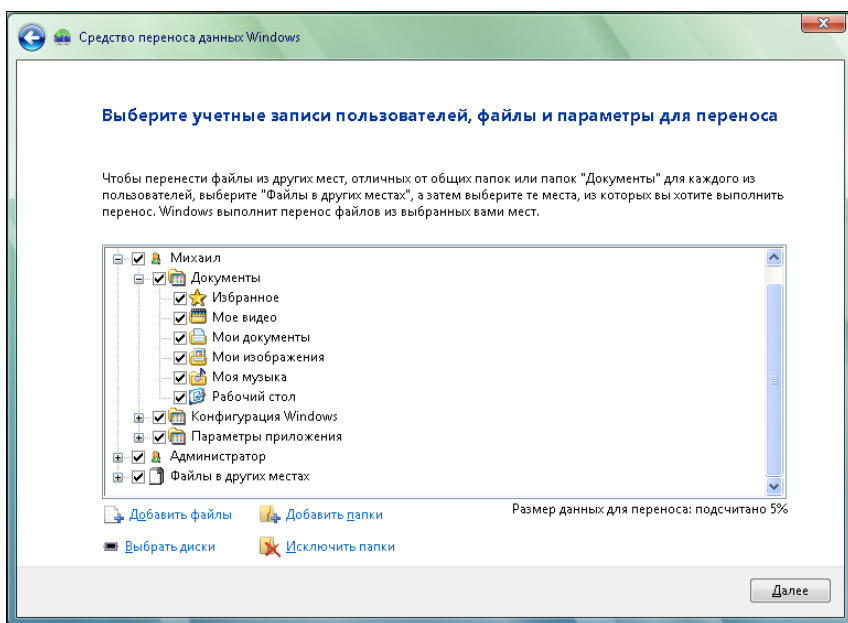 Средство переноса данных Windows
Выберите учетные записи пользователей, файлы и параметры для переноса
Чтобы перенести файлы из других мест, отличных от общих папок или папок "Документы" для каждого из
пользователей, выберите "Файлы в других местах", а затем выберите те места, из которых вы хотите выполнить
перенос. Windows выполнит перенос файлов из выбранных вами мест.
Михаил
Документы
Избранное
Мое видео
Мои документы
Мои изображения
Моя музыка
Рабочий стол
Конфигурация Windows
Параметры приложения
Администратор
Файлы в других местах
Добавить файлы Добавить папки Размер данных для переноса: подсчитано 5%
Выбрать диски Исключить папки
Далее